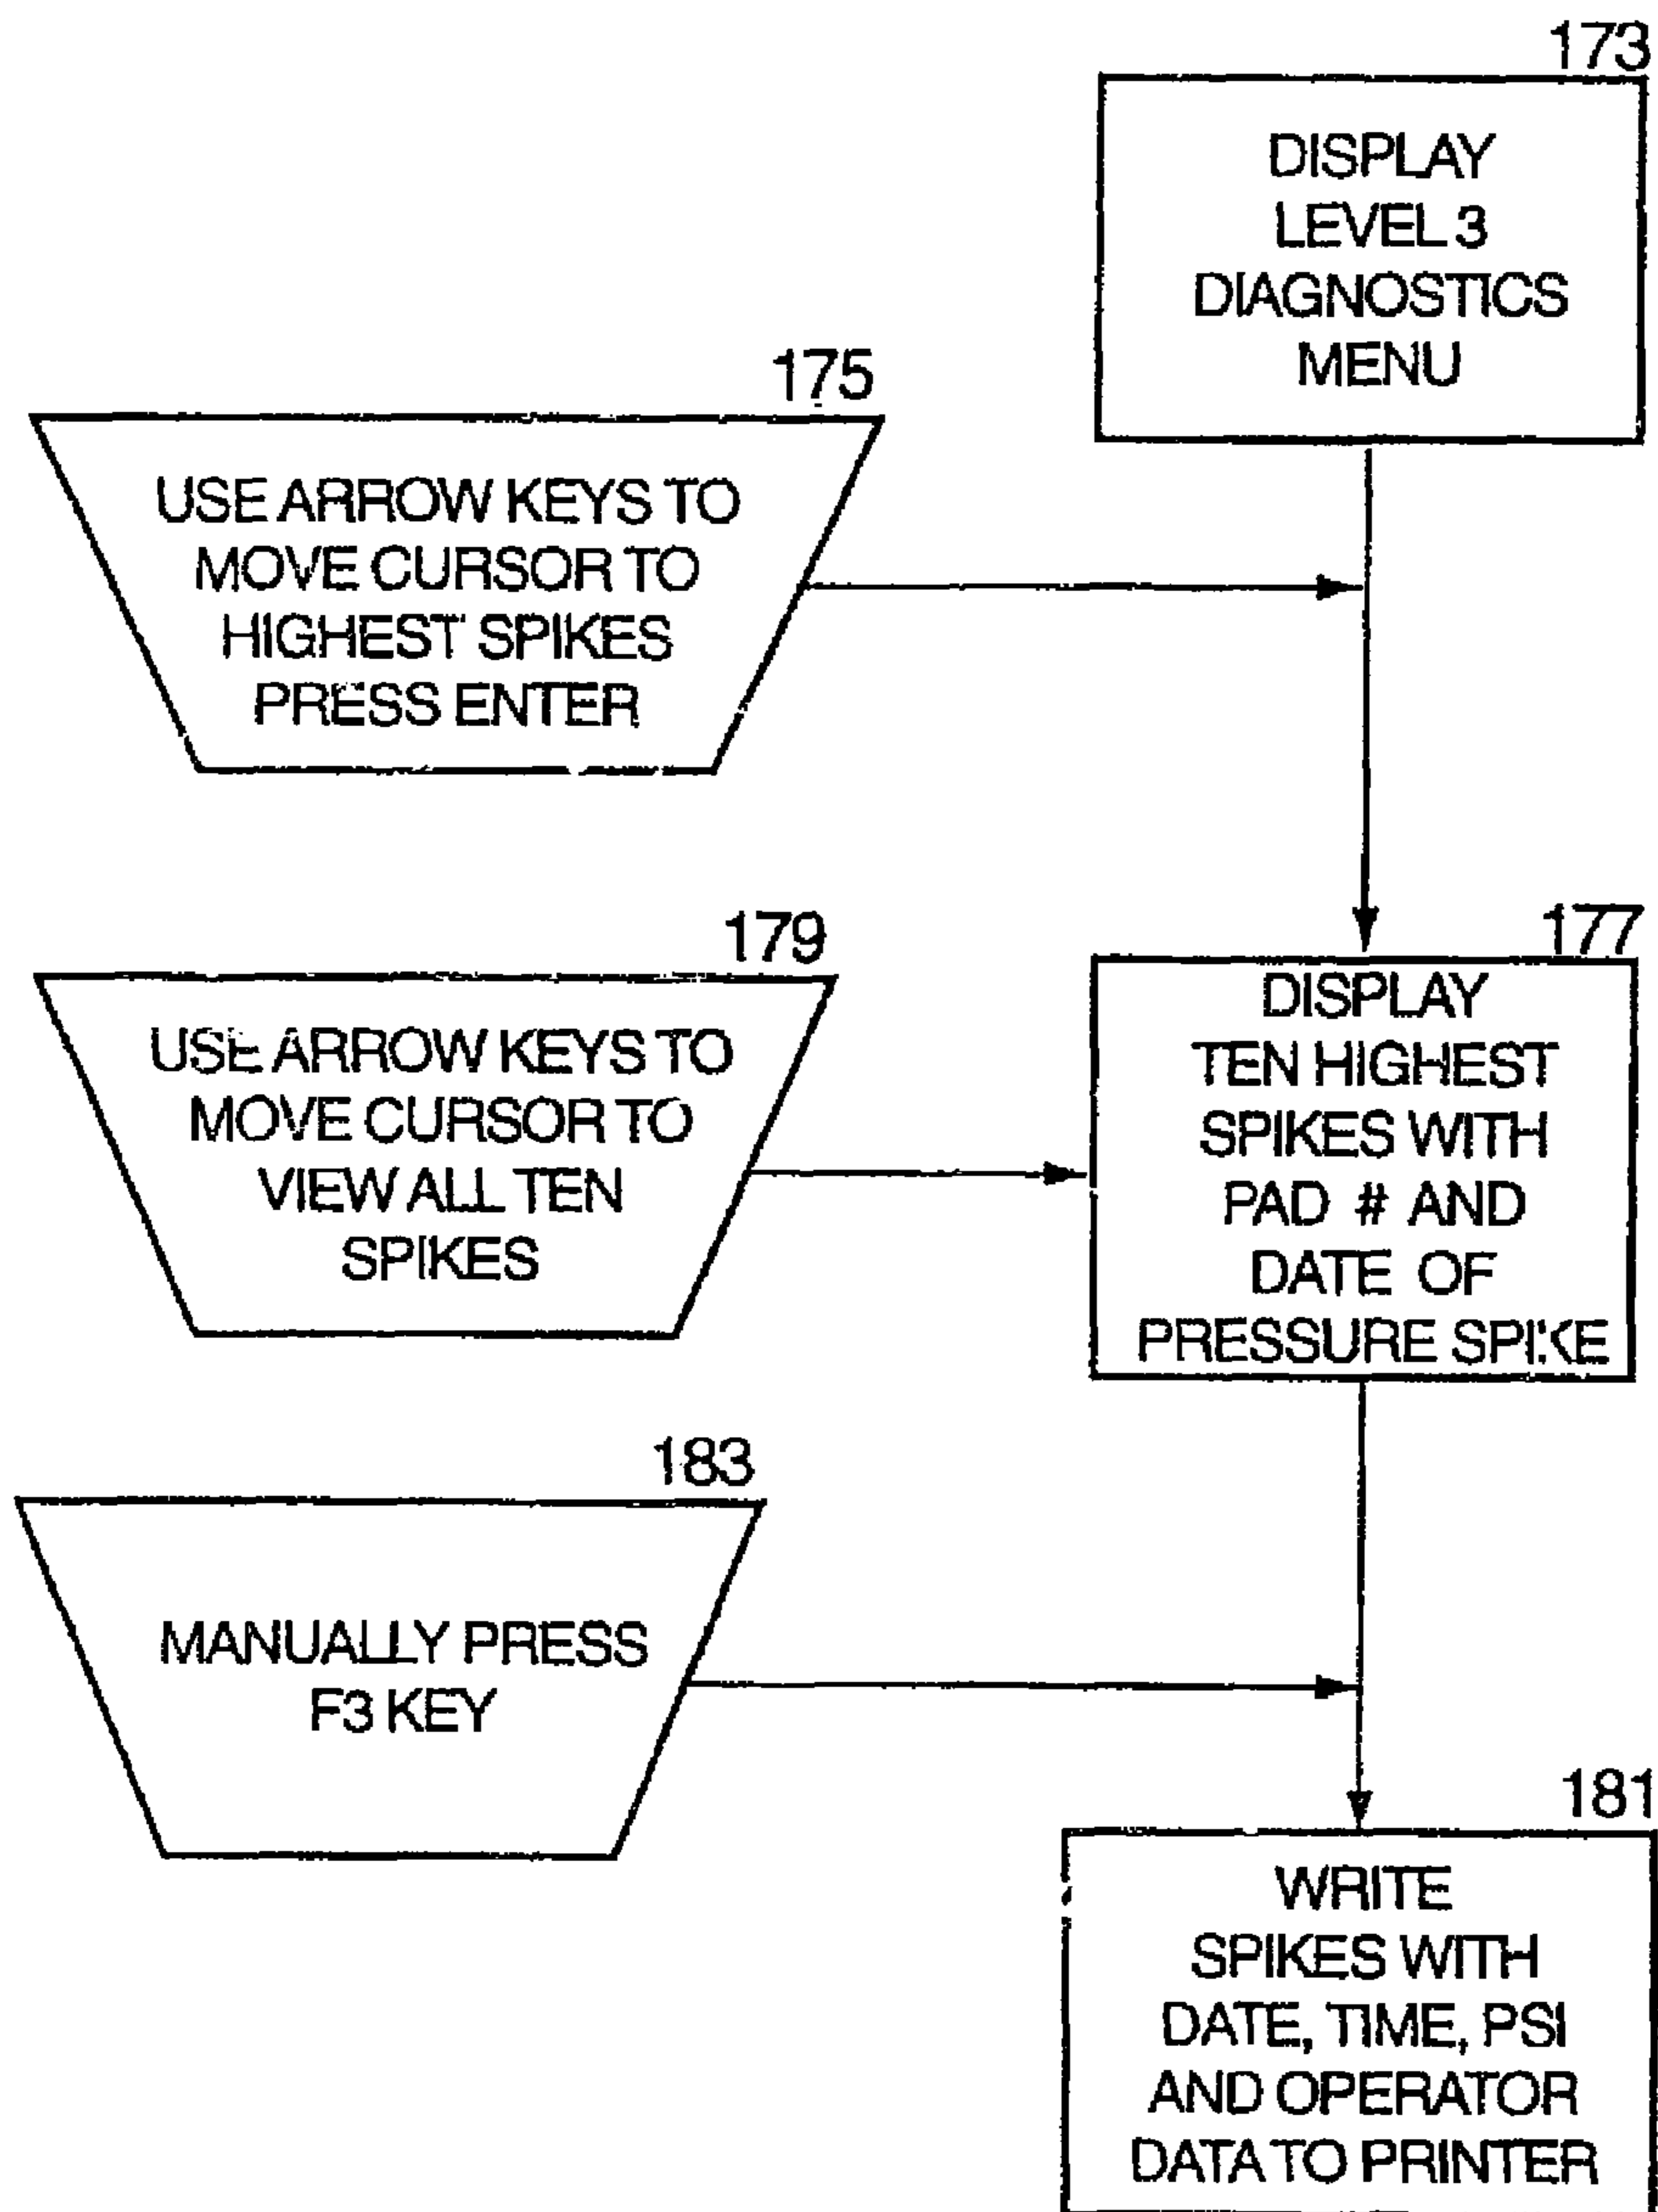 173
DISPLAY
LEVEL 3
DIAGNOSTICS
MENU
175
USE ARROW KEYS TO
MOVE CURSOR TO
HIGHEST SPIKES
PRESS ENTER
177
DISPLAY
TEN HIGHEST
SPIKES WITH
PAD # AND
DATE OF
PRESSURE SPIKE
179
USE ARROW KEYS TO
MOVE CURSOR TO
VIEW ALL TEN
SPIKES
183
MANUALLY PRESS
F3 KEY
181
WRITE
SPIKES WITH
DATE, TIME, PSI
AND OPERATOR
DATA TO PRINTER